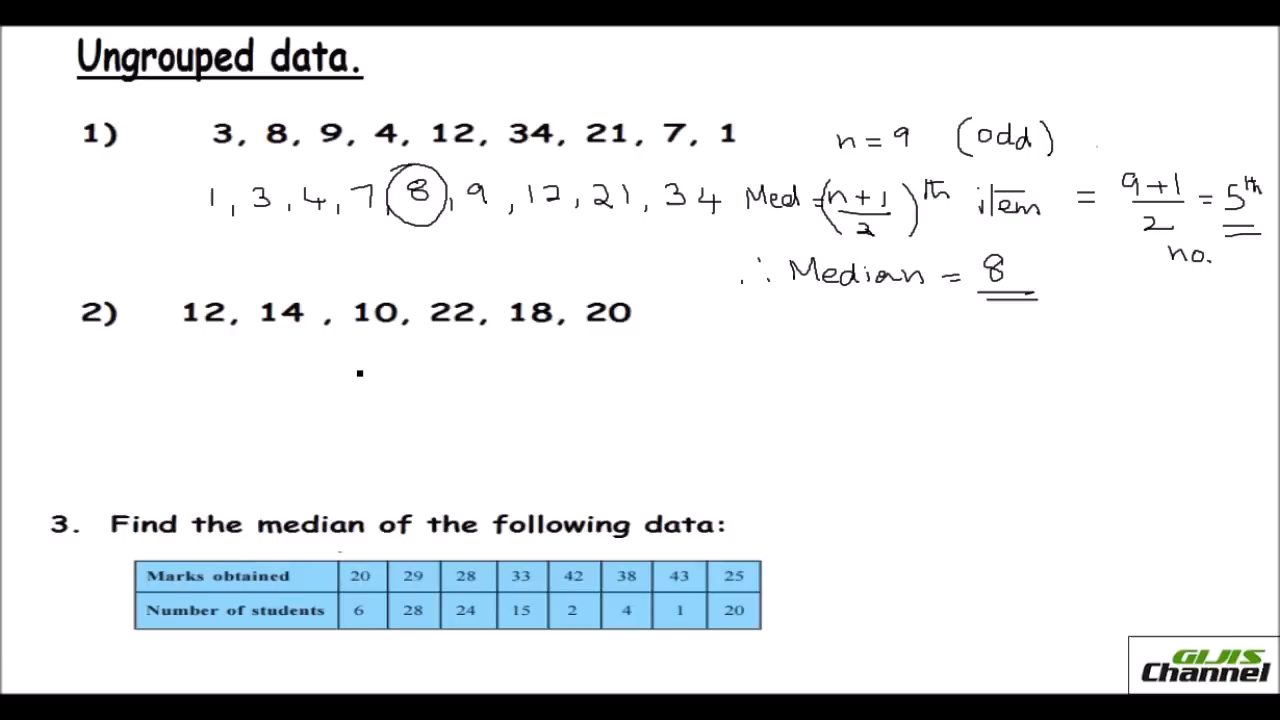 Ungrouped data.
1) 3, 8, 9, 4, 12, 34, 21, 7, 1 n = 9 (odd)
1, 3, 4, 7, 8, 9, 12, 21, 34 Med = (n+1/2)th item = 9+1/2 = 5th no.
∴ Median = 8
2) 12, 14 , 10, 22, 18, 20
3. Find the median of the following data:
Marks obtained 20 29 28 33 42 38 43 25
Number of students 6 28 24 15 2 4 1 20
GIJIS
Channel